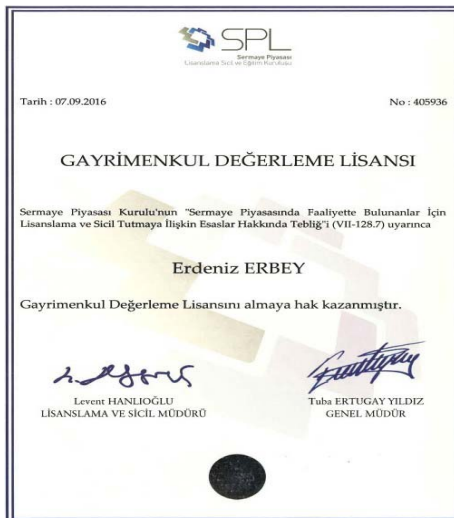 SPL
Sermaye Piyasası
Lisanslama Sicil ve Eğitim Kuruluşu
Tarih : 07.09.2016
No : 405936
GAYRİMENKUL DEĞERLEME LİSANSI
Sermaye Piyasası Kurulu'nun "Sermaye Piyasasında Faaliyette Bulunanlar İçin
Lisanslama ve Sicil Tutmaya İlişkin Esaslar Hakkında Tebliğ"i (VII-128.7) uyarınca
Erdeniz ERBEY
Gayrimenkul Değerleme Lisansını almaya hak kazanmıştır.
Levent HANLIOĞLU
LİSANSLAMA VE SİCİL MÜDÜRÜ
Tuba ERTUGAY YILDIZ
GENEL MÜDÜR